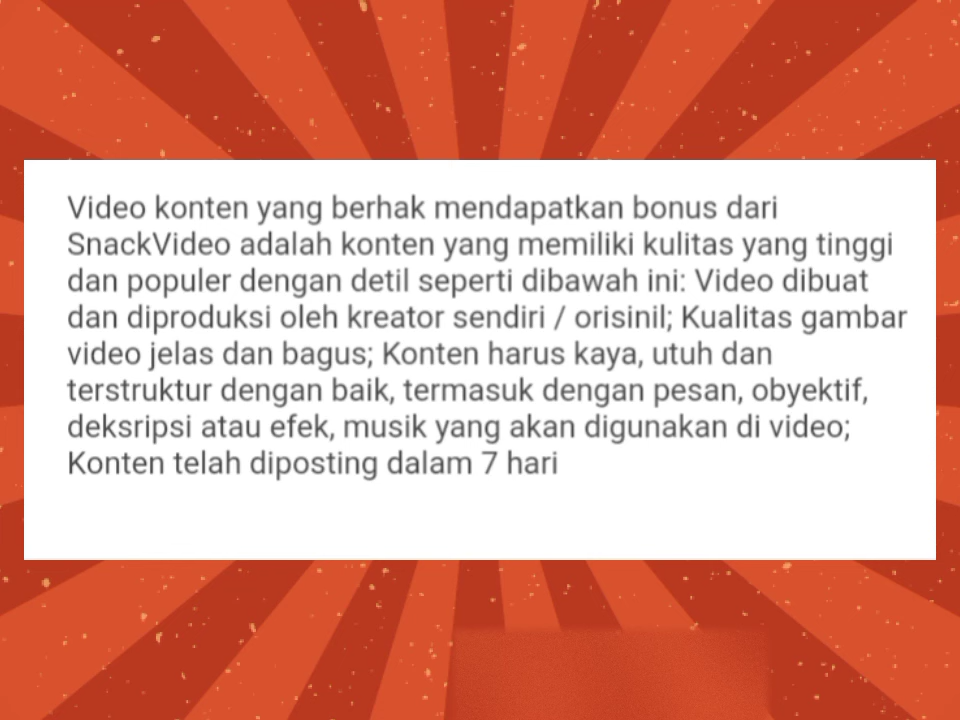 Video konten yang berhak mendapatkan bonus dari
SnackVideo adalah konten yang memiliki kulitas yang tinggi
dan populer dengan detil seperti dibawah ini: Video dibuat
dan diproduksi oleh kreator sendiri / orisinil; Kualitas gambar
video jelas dan bagus; Konten harus kaya, utuh dan
terstruktur dengan baik, termasuk dengan pesan, obyektif,
deksripsi atau efek, musik yang akan digunakan di video;
Konten telah diposting dalam 7 hari